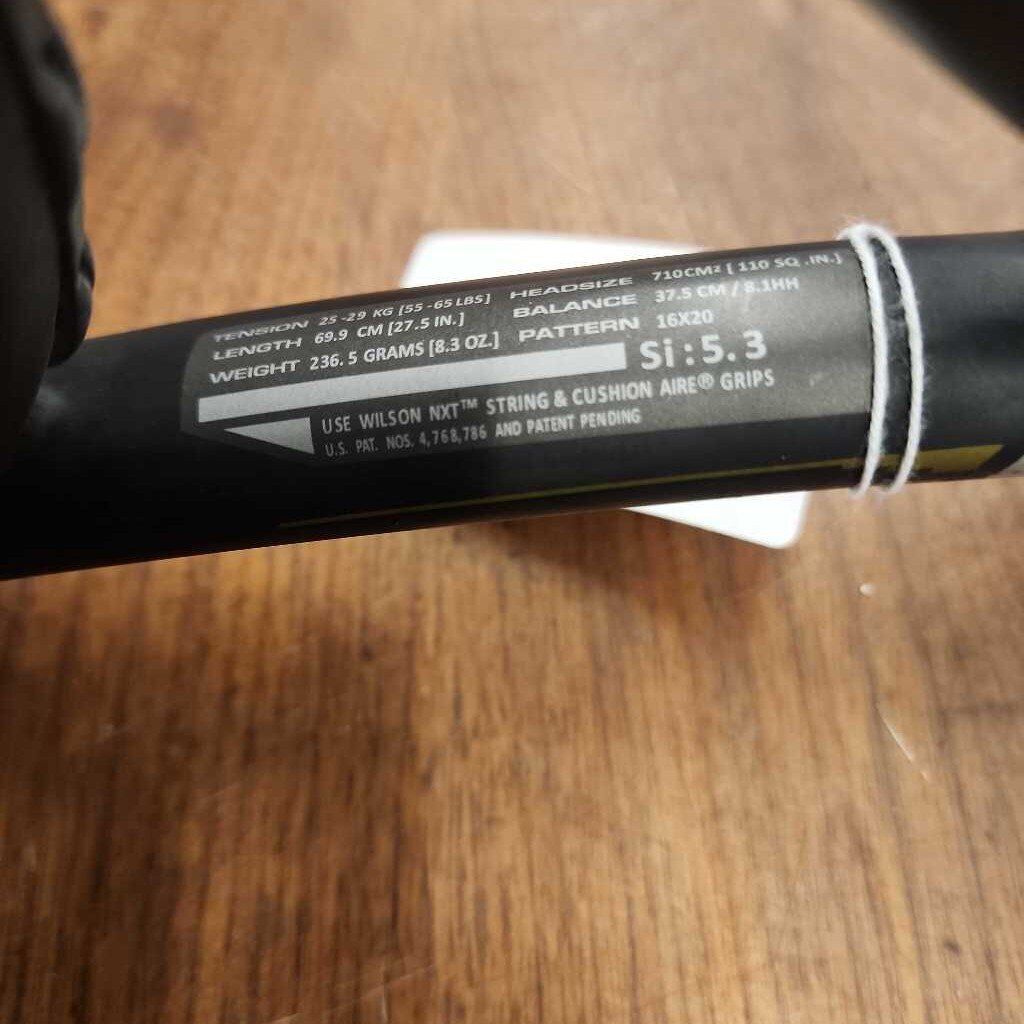 TENSION 25-29 KG [55-65 LBS] HEADSIZE 710CM² [ 110 SQ .IN.]
LENGTH 69.9 CM [27.5 IN.] BALANCE 37.5 CM / 8.1HH
WEIGHT 236.5 GRAMS [8.3 OZ.] PATTERN 16X20
Si:5.3
USE WILSON NXT™ STRING & CUSHION AIRE® GRIPS
U.S. PAT. NOS. 4,768,786 AND PATENT PENDING